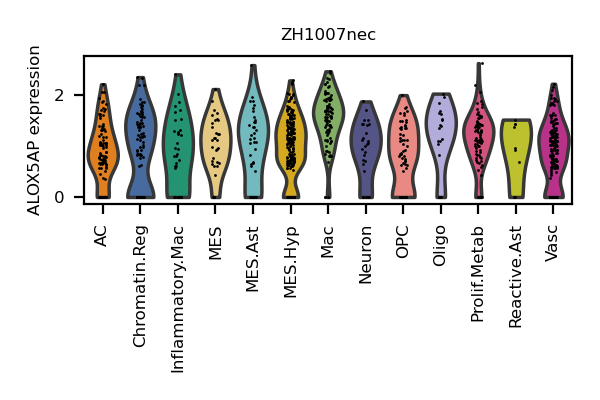 ZH1007nec
ALOX5AP expression
2
0
AC
Chromatin.Reg
Inflammatory.Mac
MES
MES.Ast
MES.Hyp
Mac
Neuron
OPC
Oligo
Prolif.Metab
Reactive.Ast
Vasc